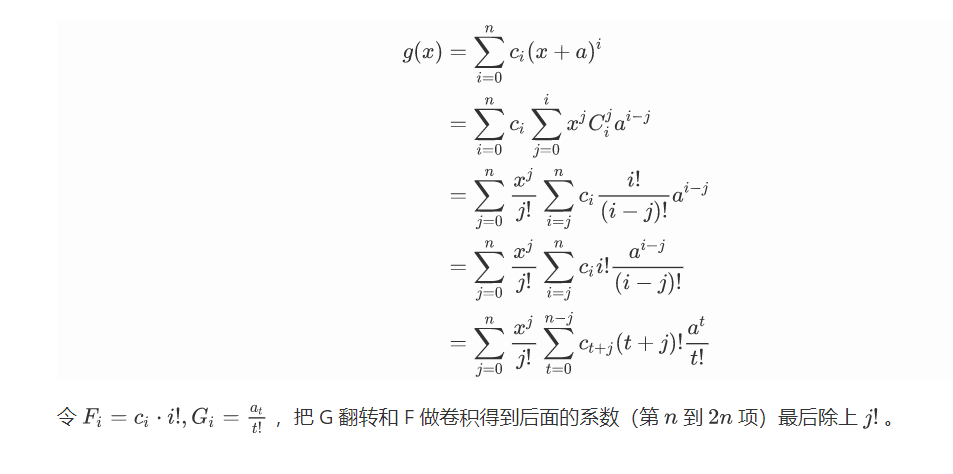 $g(x) = \sum_{i=0}^{n} c_i (x+a)^i$
$= \sum_{i=0}^{n} c_i \sum_{j=0}^{i} x^j C_i^j a^{i-j}$
$= \sum_{j=0}^{n} \frac{x^j}{j!} \sum_{i=j}^{n} c_i \frac{i!}{(i-j)!} a^{i-j}$
$= \sum_{j=0}^{n} \frac{x^j}{j!} \sum_{i=j}^{n} c_i i! \frac{a^{i-j}}{(i-j)!}$
$= \sum_{j=0}^{n} \frac{x^j}{j!} \sum_{t=0}^{n-j} c_{t+j} (t+j)! \frac{a^t}{t!}$
令 $F_i = c_i \cdot i!, G_i = \frac{a_t}{t!}$ ，把 G 翻转和 F 做卷积得到后面的系数（第 $n$ 到 $2n$ 项）最后除上 $j!$ 。